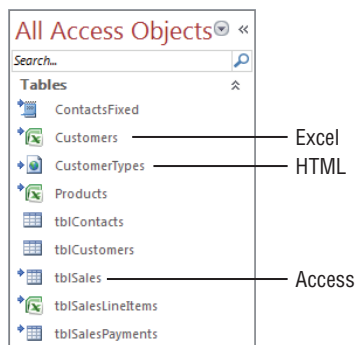 All Access Objects
Search...
Tables
ContactsFixed
Customers
Excel
CustomerTypes
HTML
Products
tblContacts
tblCustomers
tblSales
Access
tblSalesLineItems
tblSalesPayments